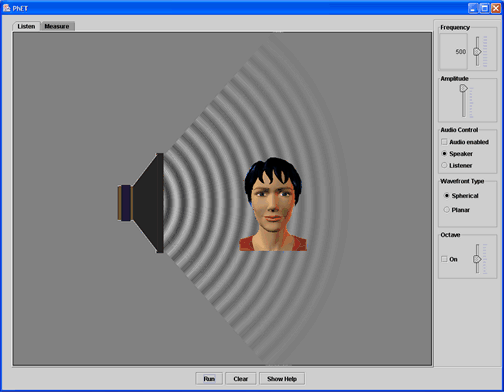 PhET
Listen
Measure
Frequency
500
Amplitude
Audio Control
Audio enabled
Speaker
Listener
Wavefront Type
Spherical
Planar
Octave
On
Run
Clear
Show Help